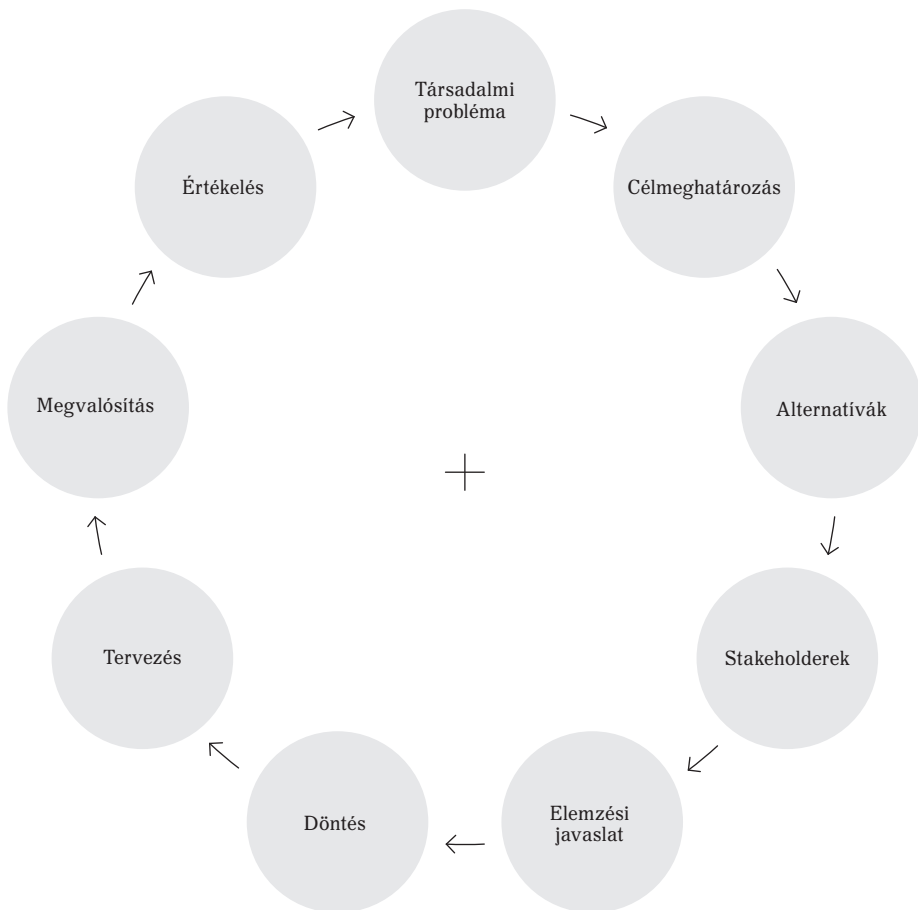 Társadalmi
probléma
Célmeghatározás
Alternatívák
Stakeholderek
Elemzési
javaslat
Döntés
Tervezés
Megvalósítás
Értékelés